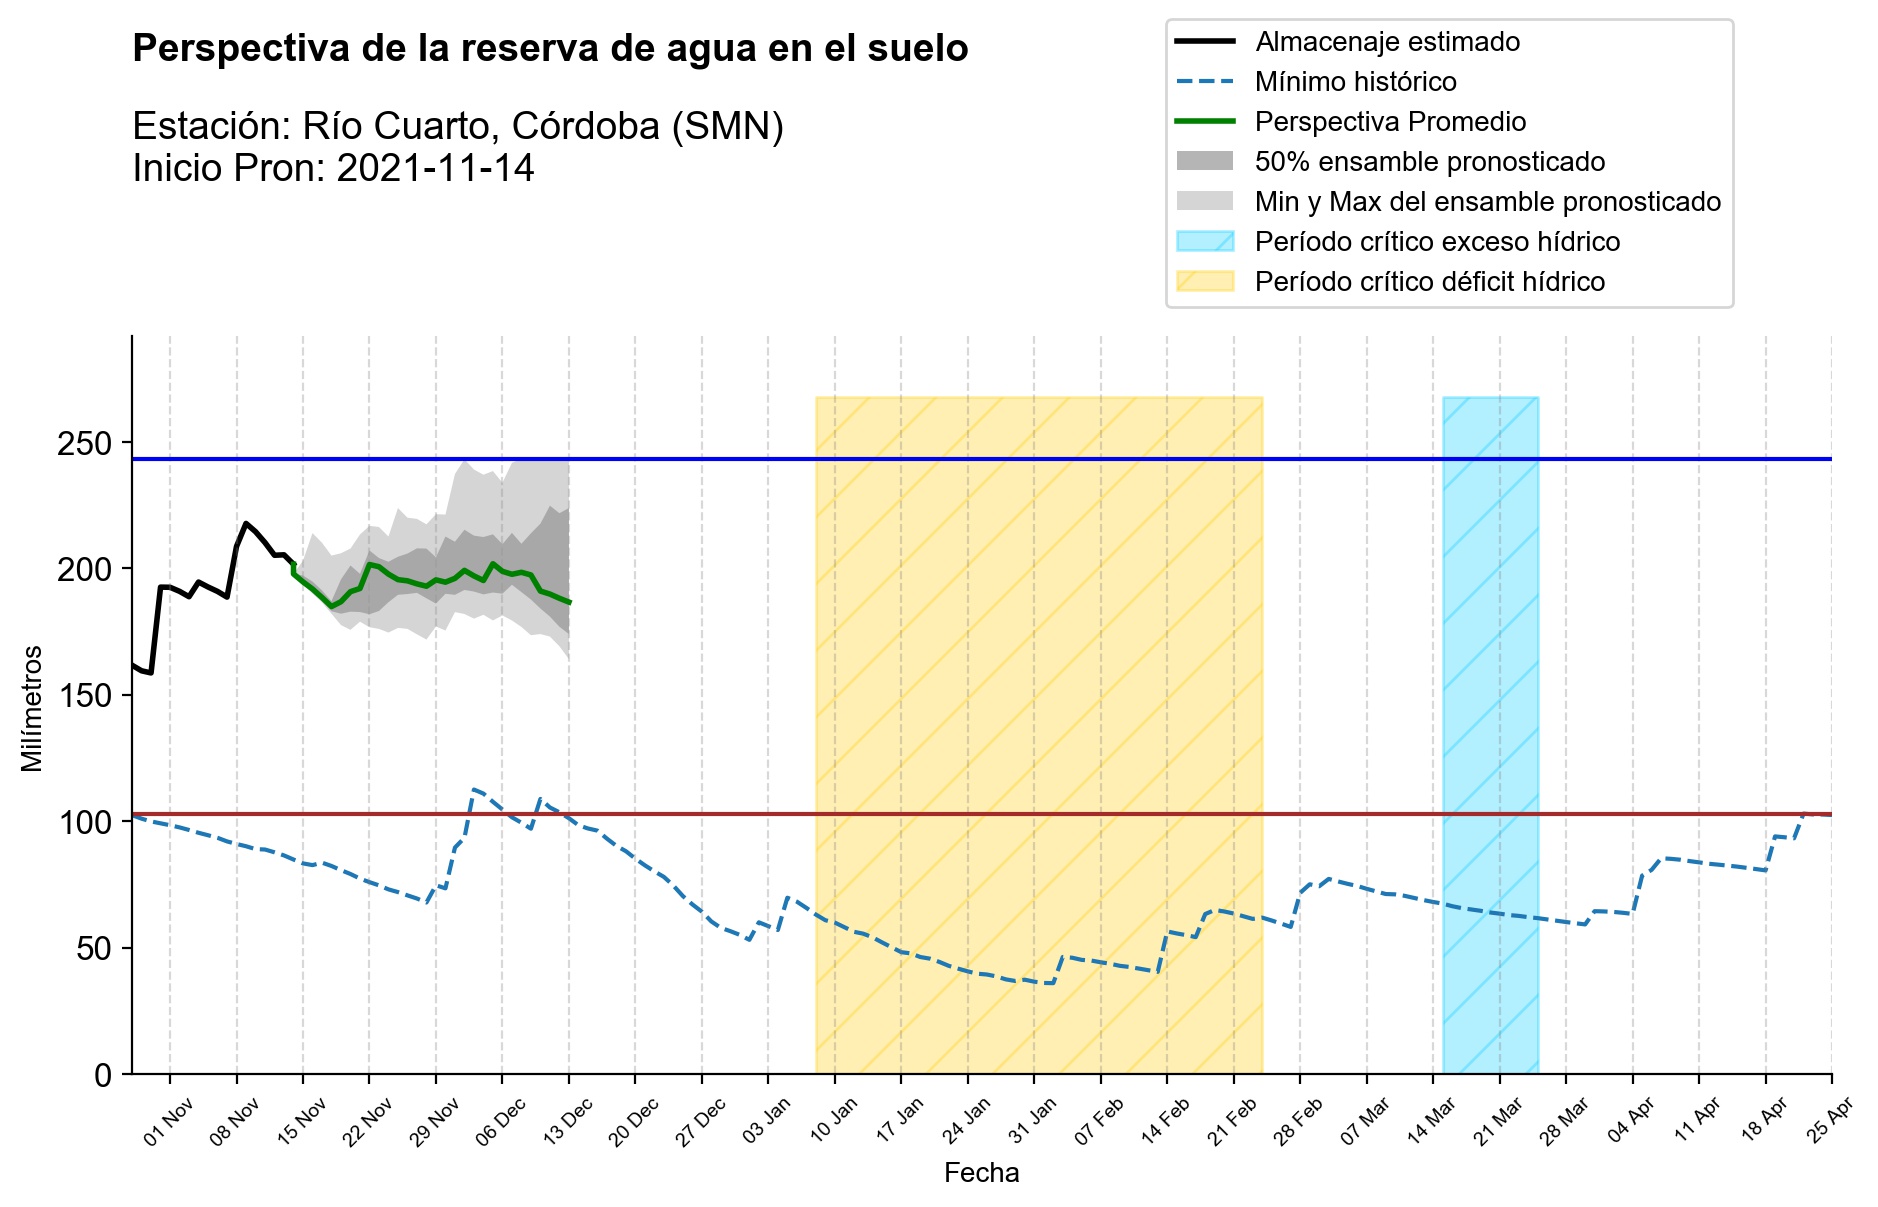 Perspectiva de la reserva de agua en el suelo
Estación: Río Cuarto, Córdoba (SMN)
Inicio Pron: 2021-11-14
Almacenaje estimado
Mínimo histórico
Perspectiva Promedio
50% ensamble pronosticado
Min y Max del ensamble pronosticado
Período crítico exceso hídrico
Período crítico déficit hídrico
Milímetros
250
200
150
100
50
0
01 Nov
08 Nov
15 Nov
22 Nov
29 Nov
06 Dec
13 Dec
20 Dec
27 Dec
03 Jan
10 Jan
17 Jan
24 Jan
31 Jan
07 Feb
14 Feb
21 Feb
28 Feb
07 Mar
14 Mar
21 Mar
28 Mar
04 Apr
11 Apr
18 Apr
25 Apr
Fecha